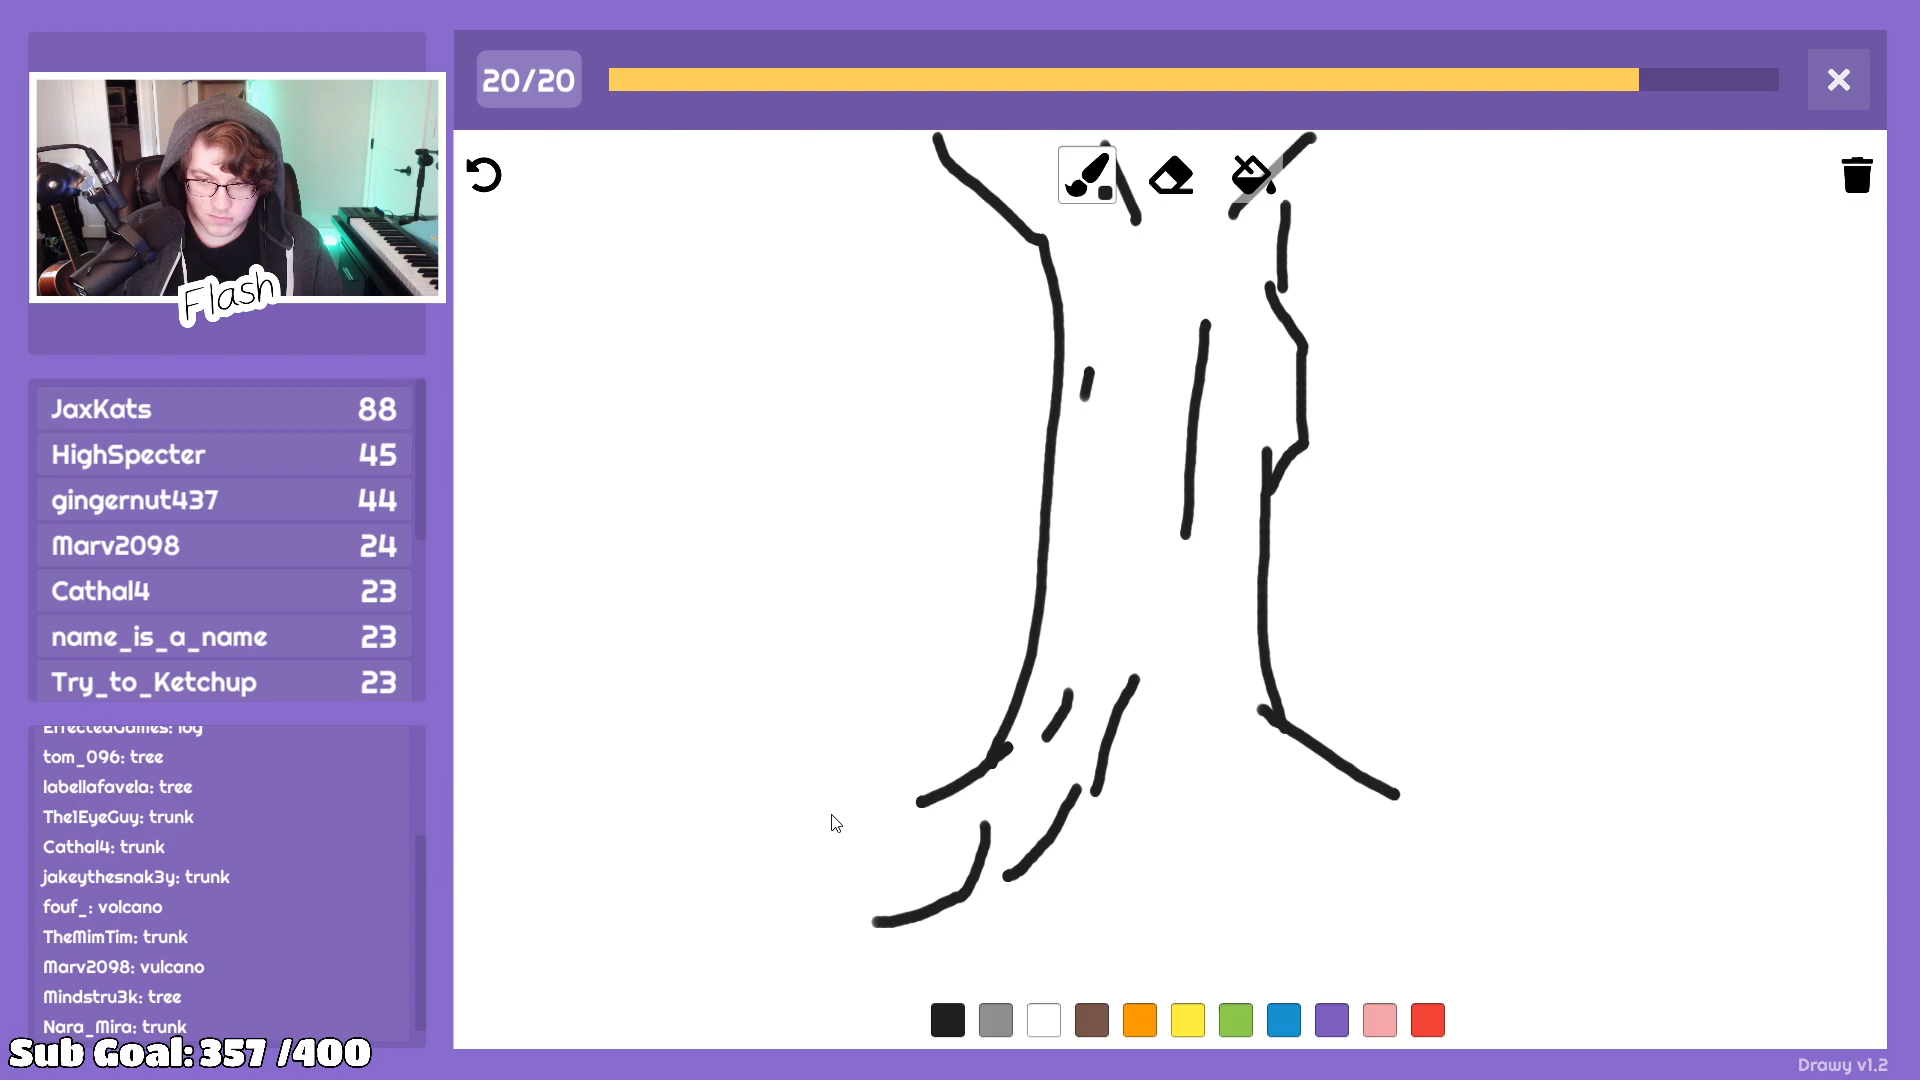 20/20
Flash
JaxKats 88
HighSpecter 45
gingernut437 44
Marv2098 24
Cathal4 23
name_is_a_name 23
Try_to_Ketchup 23
EffectedGames: log
tom_096: tree
labellafavela: tree
The1EyeGuy: trunk
Cathal4: trunk
jakeythesnak3y: trunk
fouf_: volcano
TheMimTim: trunk
Marv2098: vulcano
Mindstru3k: tree
Nara_Mira: trunk
Sub Goal: 357 /400
Drawy v1.2